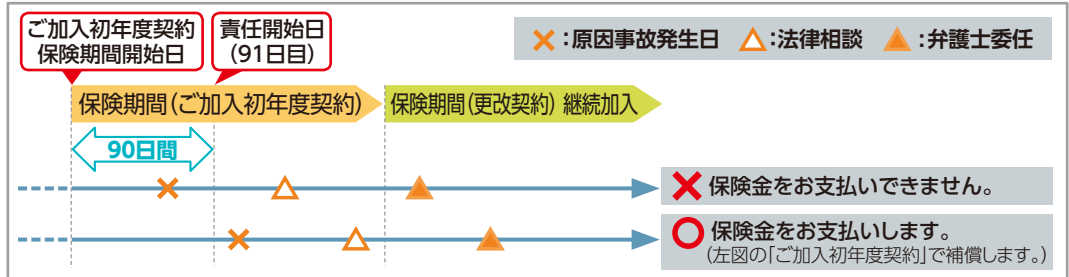 ご加入初年度契約
保険期間開始日
責任開始日
(91日目)
×:原因事故発生日 △:法律相談 ▲:弁護士委任
保険期間(ご加入初年度契約)
保険期間(更改契約) 継続加入
90日間
×保険金をお支払いできません。
○保険金をお支払いします。
(左図の「ご加入初年度契約」で補償します。)